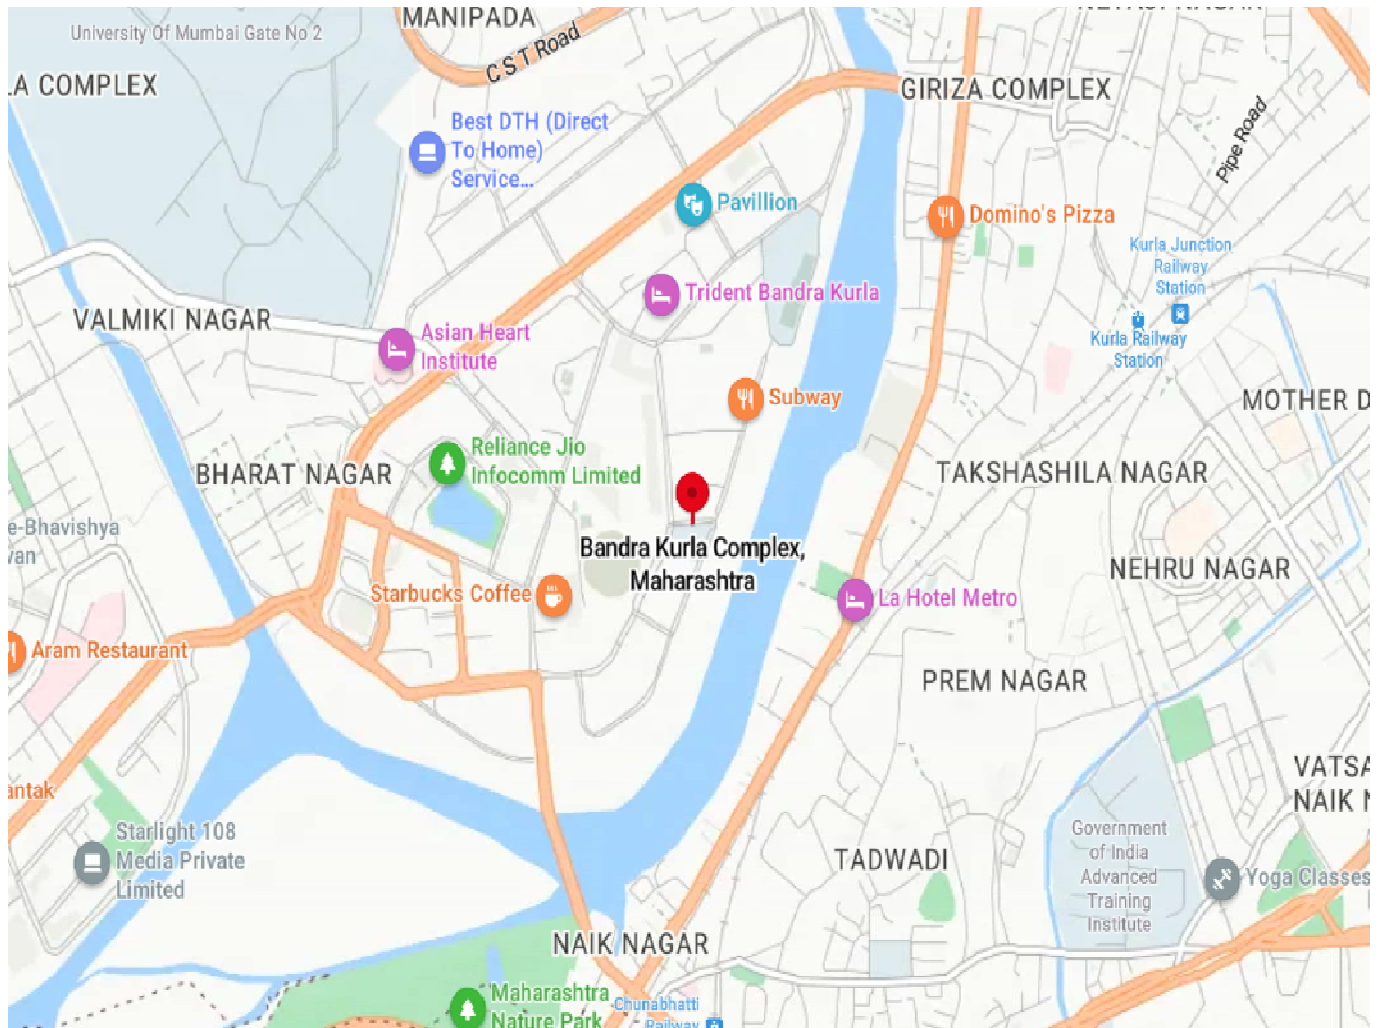 MANIPADA
University Of Mumbai Gate No 2
C S T Road
LA COMPLEX
GIRIZA COMPLEX
Best DTH (Direct
To Home)
Service...
Pipe Road
Pavillion
Domino's Pizza
Kurla Junction
Railway
Station
Trident Bandra Kurla
VALMIKI NAGAR
Asian Heart
Institute
Kurla Railway
Station
Subway
MOTHER D
Reliance Jio
Infocomm Limited
BHARAT NAGAR
TAKSHASHILA NAGAR
e-Bhavishya
van
Bandra Kurla Complex,
Maharashtra
NEHRU NAGAR
Starbucks Coffee
La Hotel Metro
Aram Restaurant
PREM NAGAR
VATSA
NAIK N
antak
Starlight 108
Media Private
Limited
Government
of India
Advanced
Training
Institute
TADWADI
Yoga Classes
NAIK NAGAR
Maharashtra
Nature Park
Chunabhatti
Railway